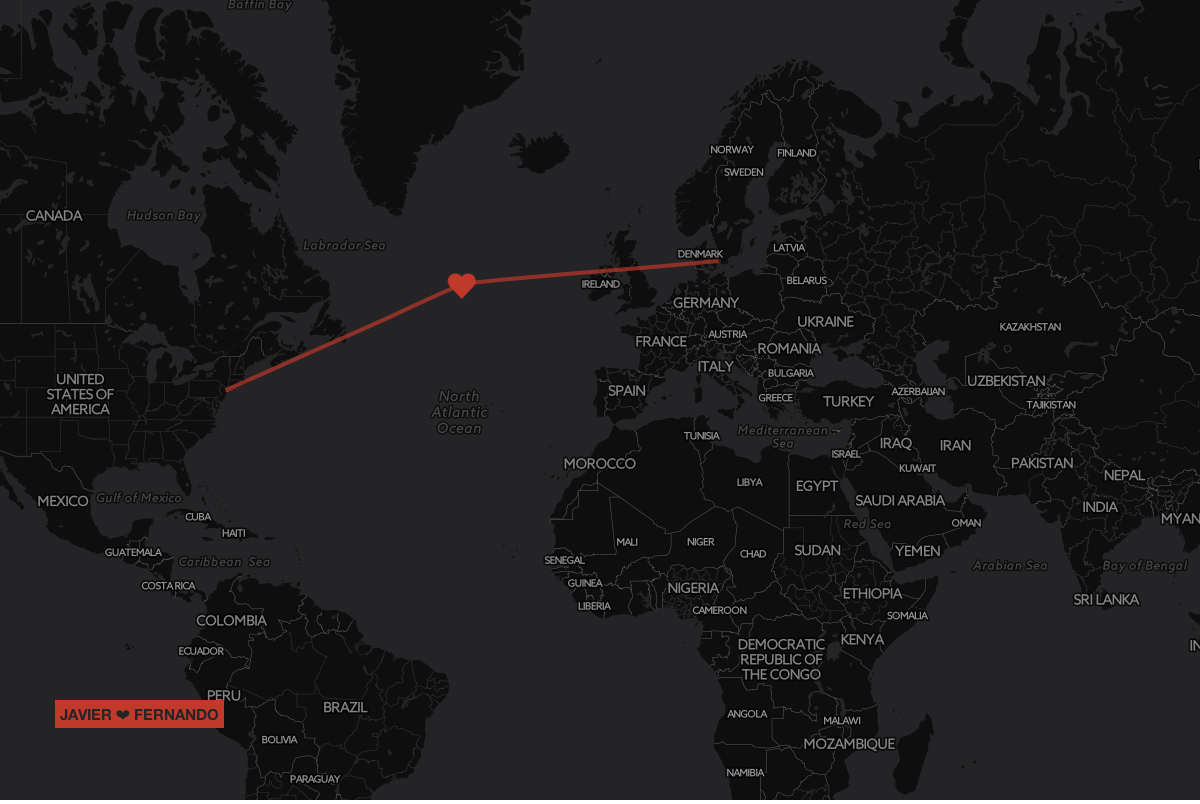 Baffin Bay
NORWAY
FINLAND
SWEDEN
CANADA
Hudson Bay
Labrador Sea
DENMARK
LATVIA
BELARUS
IRELAND
GERMANY
UKRAINE
KAZAKHSTAN
AUSTRIA
FRANCE
ROMANIA
ITALY
BULGARIA
UNITED
STATES OF
AMERICA
UZBEKISTAN
SPAIN
GREECE
TURKEY
AZERBAIJAN
TAJIKISTAN
North
Atlantic
Ocean
TUNISIA
Mediterranean
Sea
IRAQ
IRAN
ISRAEL
MOROCCO
KUWAIT
PAKISTAN
NEPAL
LIBYA
EGYPT
MEXICO
Gulf of Mexico
SAUDI ARABIA
INDIA
CUBA
Red Sea
OMAN
MYAN
HAITI
MALI
NIGER
CHAD
SUDAN
YEMEN
GUATEMALA
Caribbean Sea
SENEGAL
Arabian Sea
Bay of Bengal
COSTA RICA
GUINEA
NIGERIA
ETHIOPIA
LIBERIA
CAMEROON
SOMALIA
SRI LANKA
COLOMBIA
KENYA
DEMOCRATIC
REPUBLIC OF
THE CONGO
IN
ECUADOR
PERU
BRAZIL
JAVIER ❤ FERNANDO
ANGOLA
MALAWI
BOLIVIA
MOZAMBIQUE
NAMIBIA
PARAGUAY